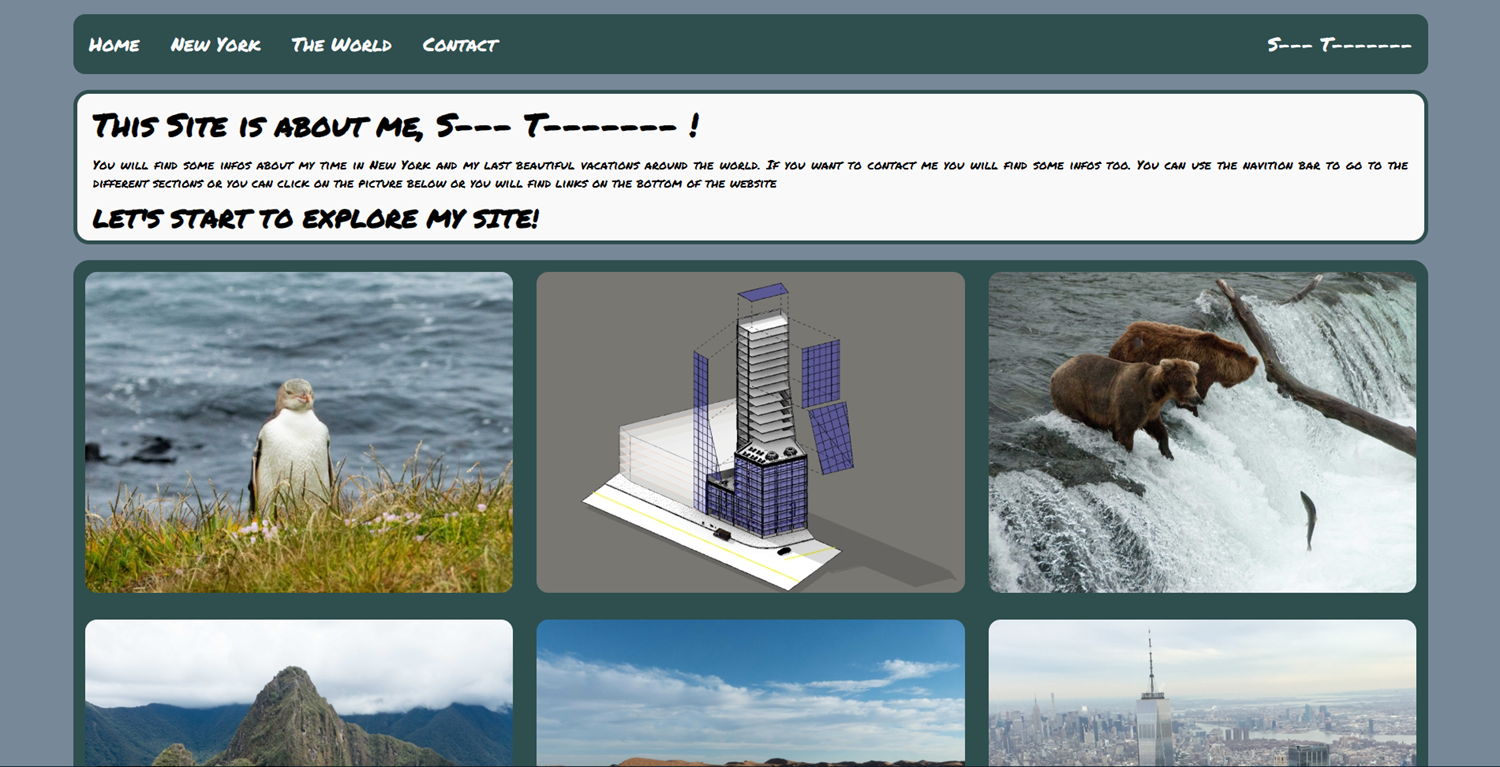 Home New York The World Contact S--- T-------
This Site is about me, S--- T------- !
You will find some infos about my time in New York and my last beautiful vacations around the world. If you want to contact me you will find some infos too. You can use the navition bar to go to the
different sections or you can click on the picture below or you will find links on the bottom of the website
Let's start to explore my site!